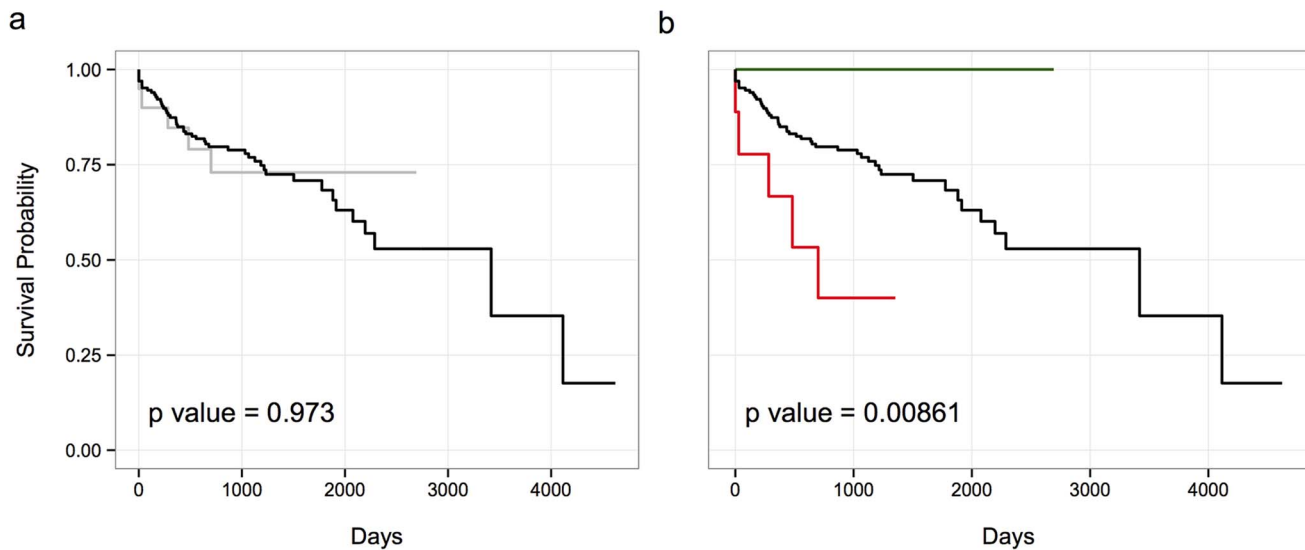 a
b
Survival Probability
1.00
0.75
0.50
0.25
0.00
p value = 0.973
p value = 0.00861
0 1000 2000 3000 4000
0 1000 2000 3000 4000
Days
Days